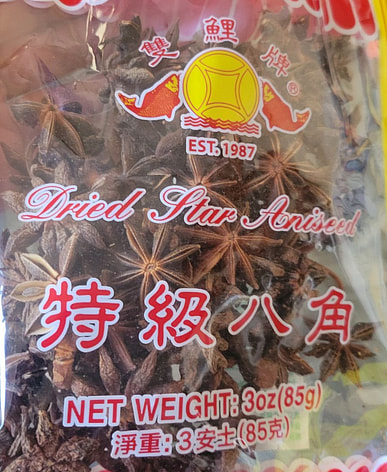 雙鯉牌®
EST. 1987
Dried Star Aniseed
特級八角
NET WEIGHT: 3oz(85g)
淨重: 3安士(85克)